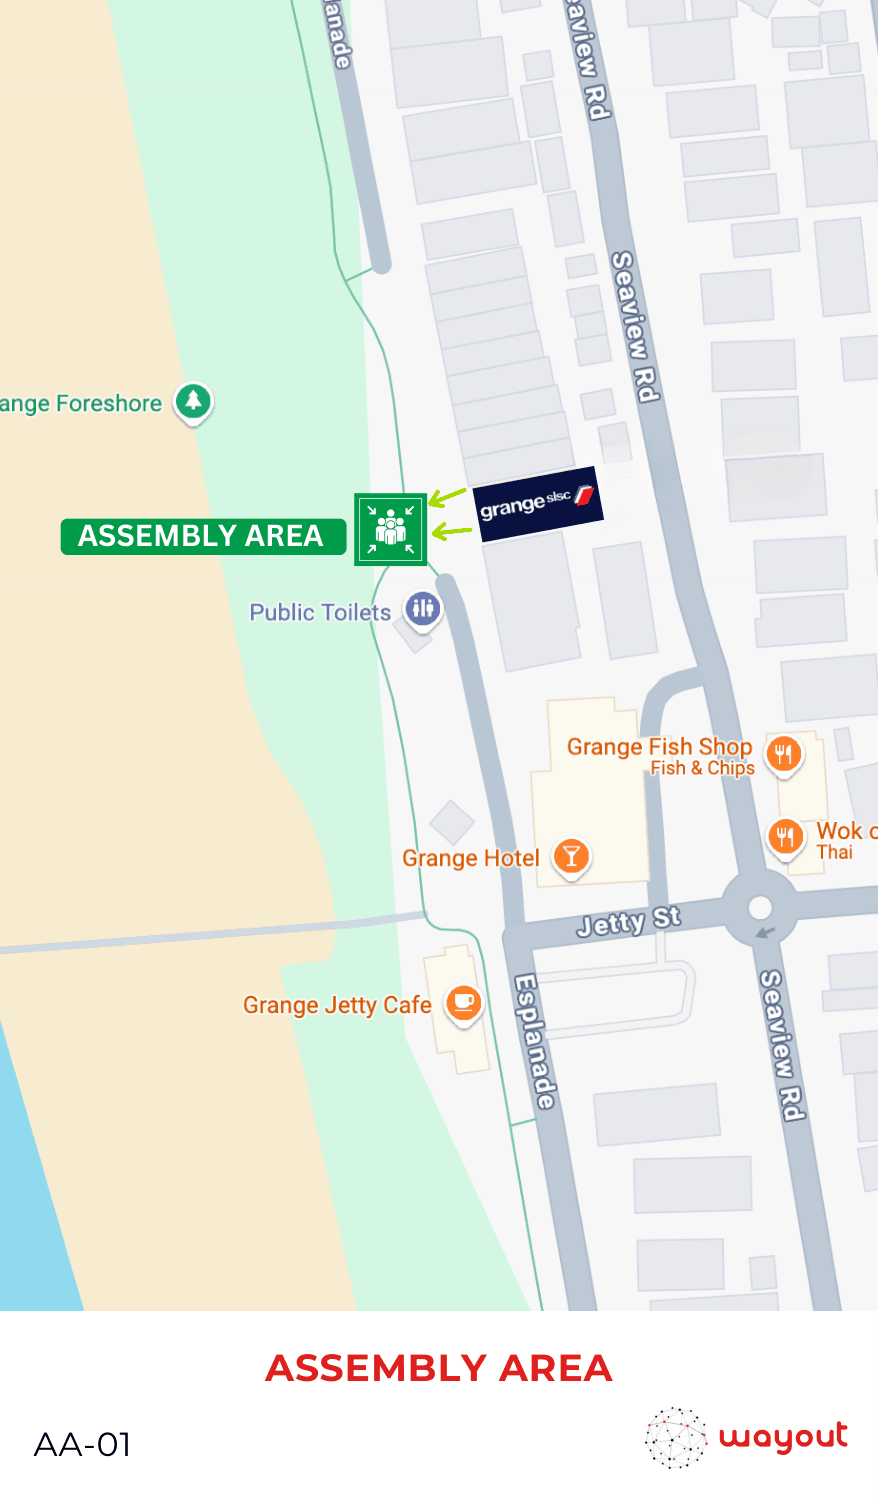 lanade
eaview Rd
Seaview Rd
ange Foreshore
grange slsc
ASSEMBLY AREA
Public Toilets
Grange Fish Shop
Fish & Chips
Wok o
Thai
Grange Hotel
Jetty St
Grange Jetty Cafe
Esplanade
Seaview Rd
ASSEMBLY AREA
AA-01
wayout